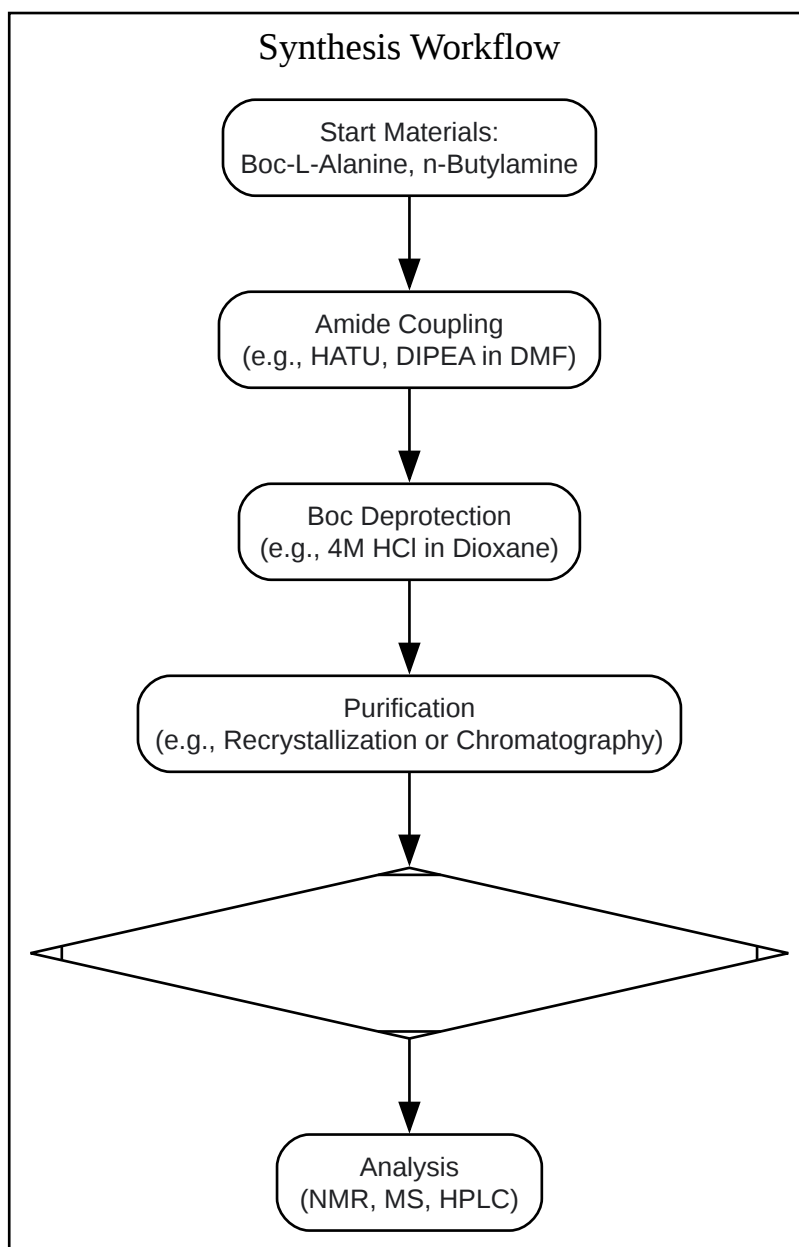 Synthesis Workflow
Start Materials:
Boc-L-Alanine, n-Butylamine
Amide Coupling
(e.g., HATU, DIPEA in DMF)
Boc Deprotection
(e.g., 4M HCl in Dioxane)
Purification
(e.g., Recrystallization or Chromatography)
Analysis
(NMR, MS, HPLC)